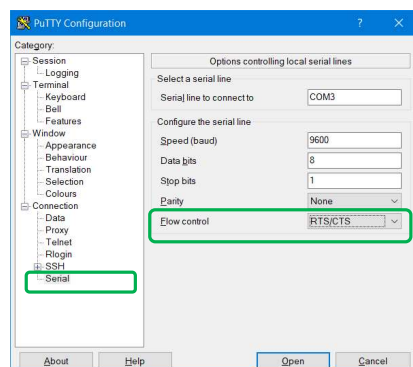 PuTTY Configuration ? ×
Category:
Session
Logging
Terminal
Keyboard
Bell
Features
Window
Appearance
Behaviour
Translation
Selection
Colours
Connection
Data
Proxy
Telnet
Rlogin
SSH
Serial
Options controlling local serial lines
Select a serial line
Serial line to connect to COM3
Configure the serial line
Speed (baud) 9600
Data bits 8
Stop bits 1
Parity None
Flow control RTS/CTS
About Help Open Cancel